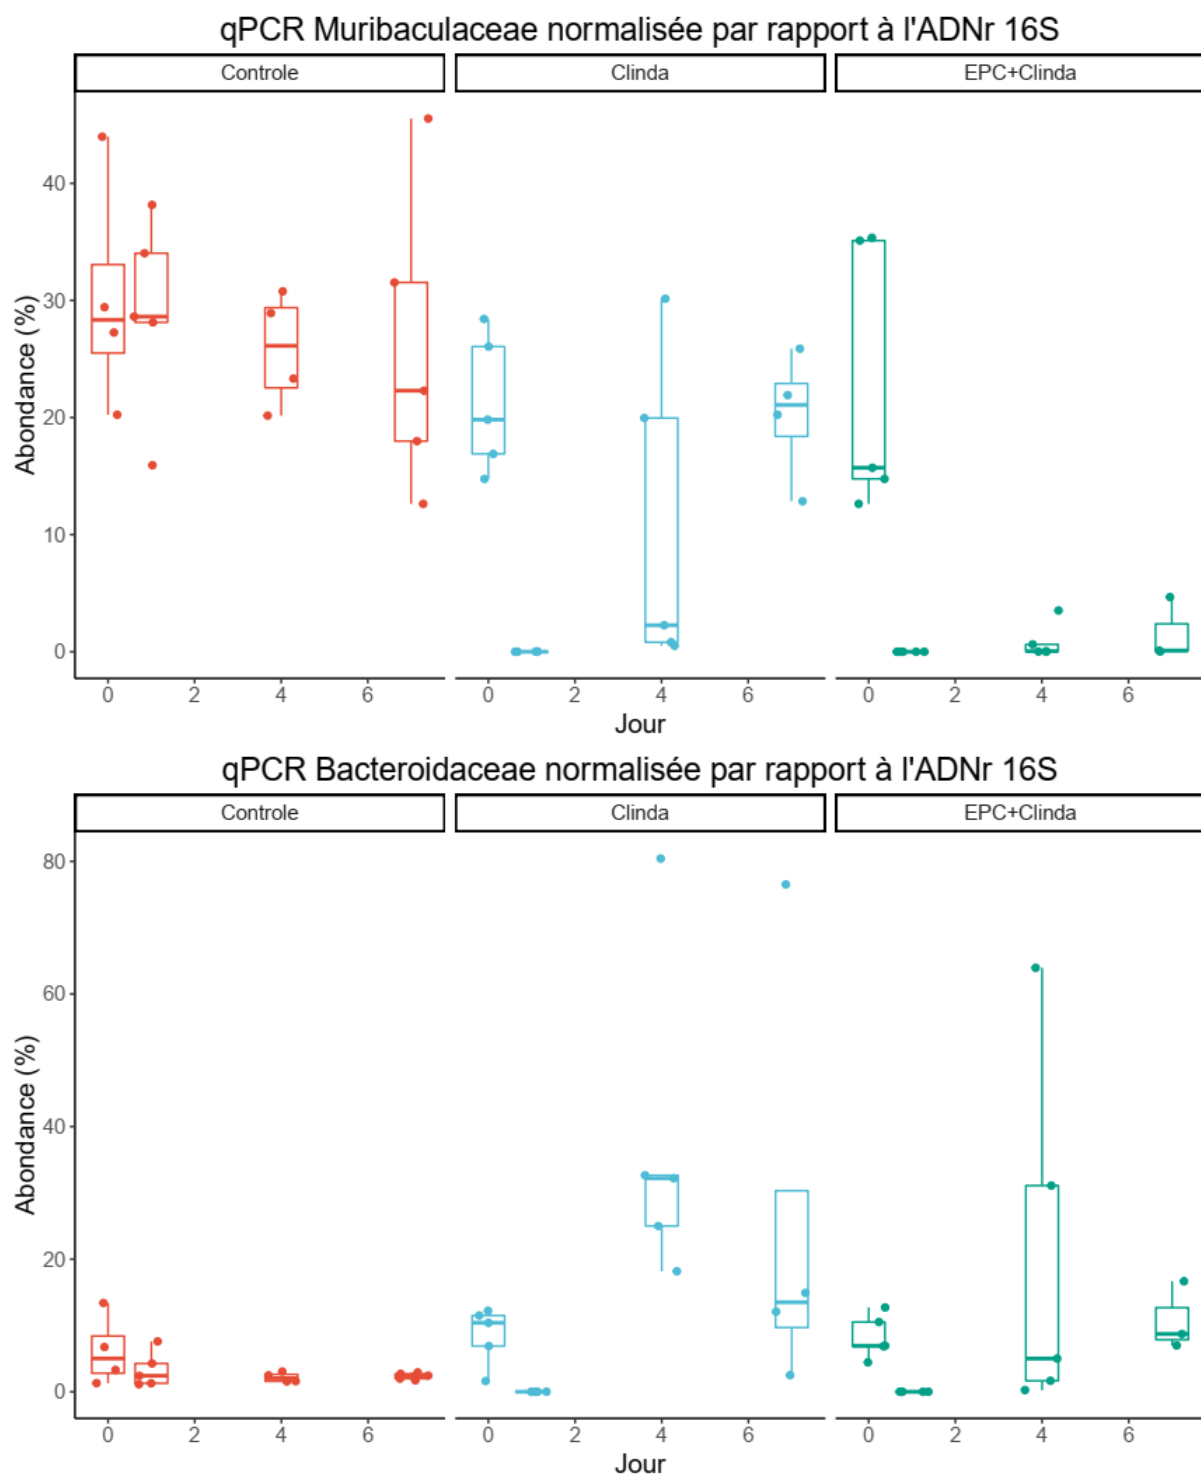 qPCR Muribaculaceae normalisée par rapport à l'ADNr 16S
Controle
Clinda
EPC+Clinda
Abondance (%)
40
30
20
10
0
0 2 4 6
0 2 4 6
0 2 4 6
Jour
qPCR Bacteroidaceae normalisée par rapport à l'ADNr 16S
Controle
Clinda
EPC+Clinda
Abondance (%)
80
60
40
20
0
0 2 4 6
0 2 4 6
0 2 4 6
Jour